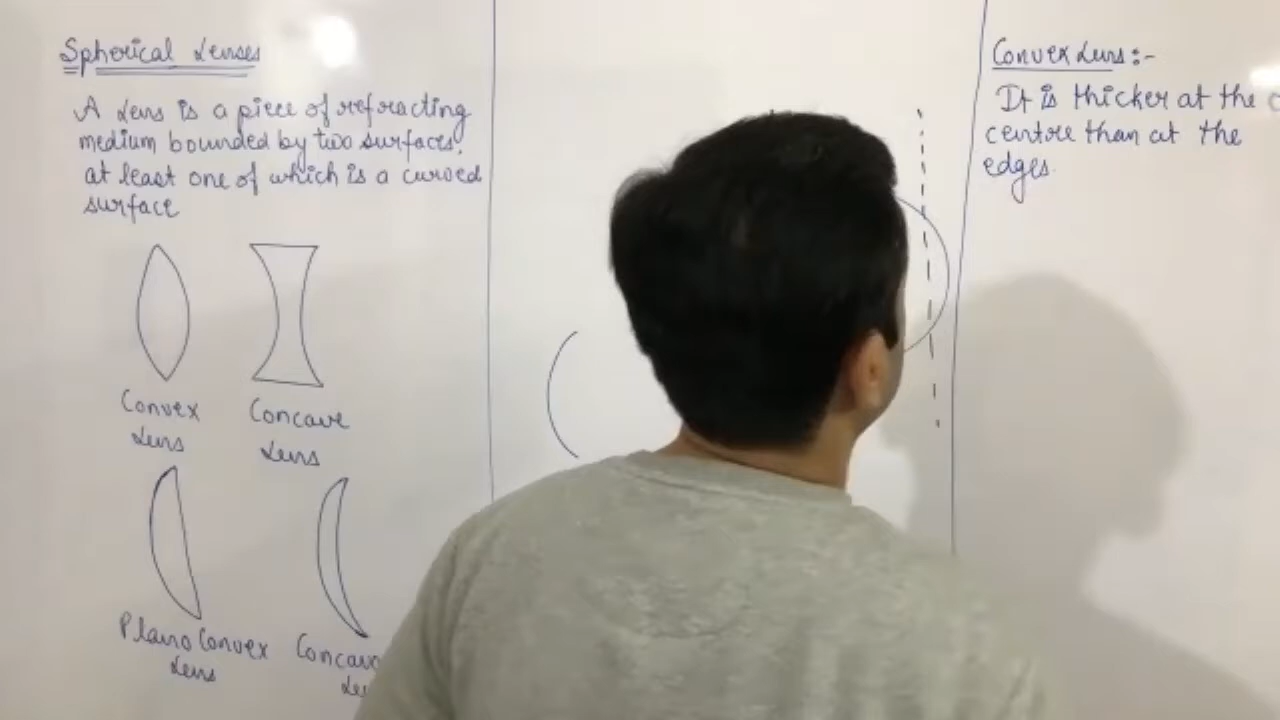 Spherical Lenses
A Lens is a piece of refracting
medium bounded by two surfaces,
at least one of which is a curved
surface
Convex
Lens
Concave
Lens
Plano Convex
Lens
Convex Lens:-
It is thicker at the
centre than at the
edges.